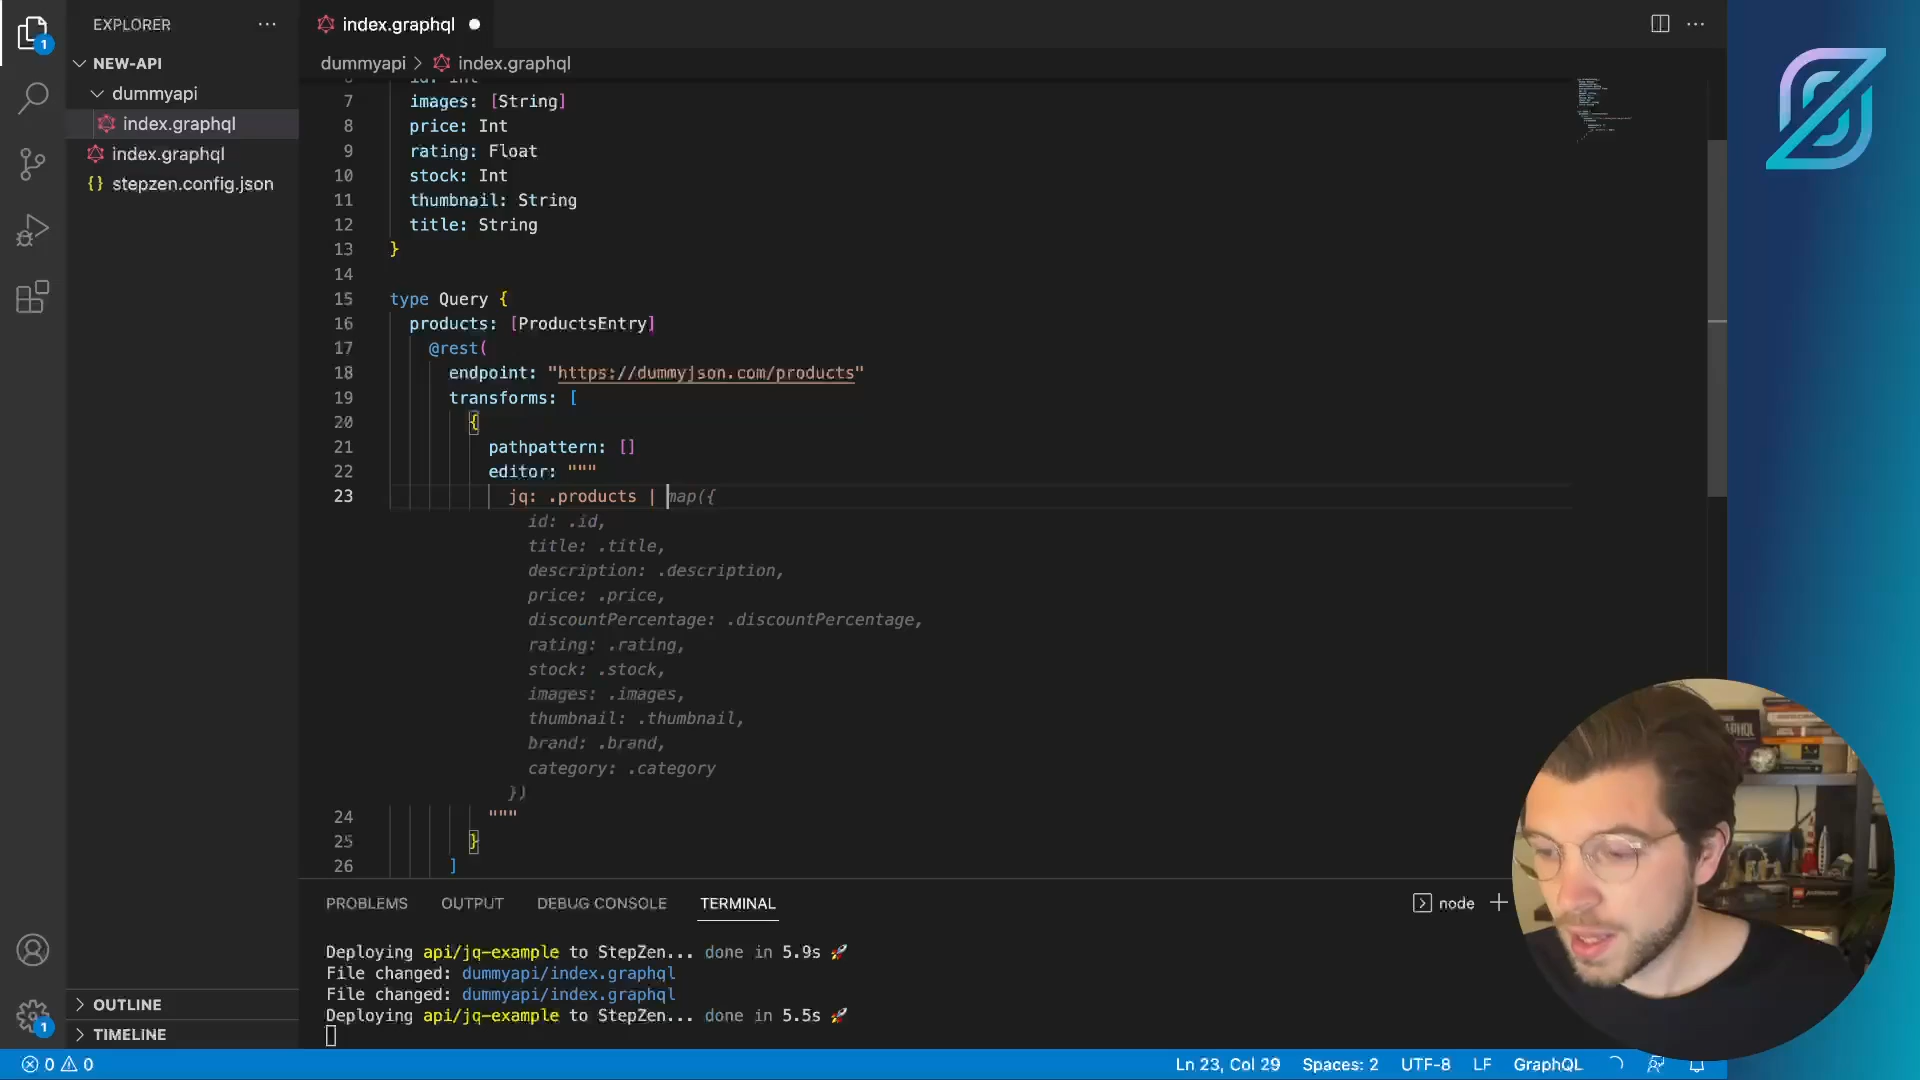 EXPLORER
NEW-API
dummyapi
index.graphql
index.graphql
stepzen.config.json
OUTLINE
TIMELINE
index.graphql
dummyapi > index.graphql
7 images: [String]
8 price: Int
9 rating: Float
10 stock: Int
11 thumbnail: String
12 title: String
13 }
14
15 type Query {
16 products: [ProductsEntry]
17 @rest(
18 endpoint: "https://dummyjson.com/products"
19 transforms: [
20 {
21 pathpattern: []
22 editor: """
23 jq: .products | map({
id: .id,
title: .title,
description: .description,
price: .price,
discountPercentage: .discountPercentage,
rating: .rating,
stock: .stock,
images: .images,
thumbnail: .thumbnail,
brand: .brand,
category: .category
})
24 """
25 }
26 ]
PROBLEMS OUTPUT DEBUG CONSOLE TERMINAL node
Deploying api/jq-example to StepZen... done in 5.9s 🚀
File changed: dummyapi/index.graphql
File changed: dummyapi/index.graphql
Deploying api/jq-example to StepZen... done in 5.5s 🚀
0 0 Ln 23, Col 29 Spaces: 2 UTF-8 LF GraphQL